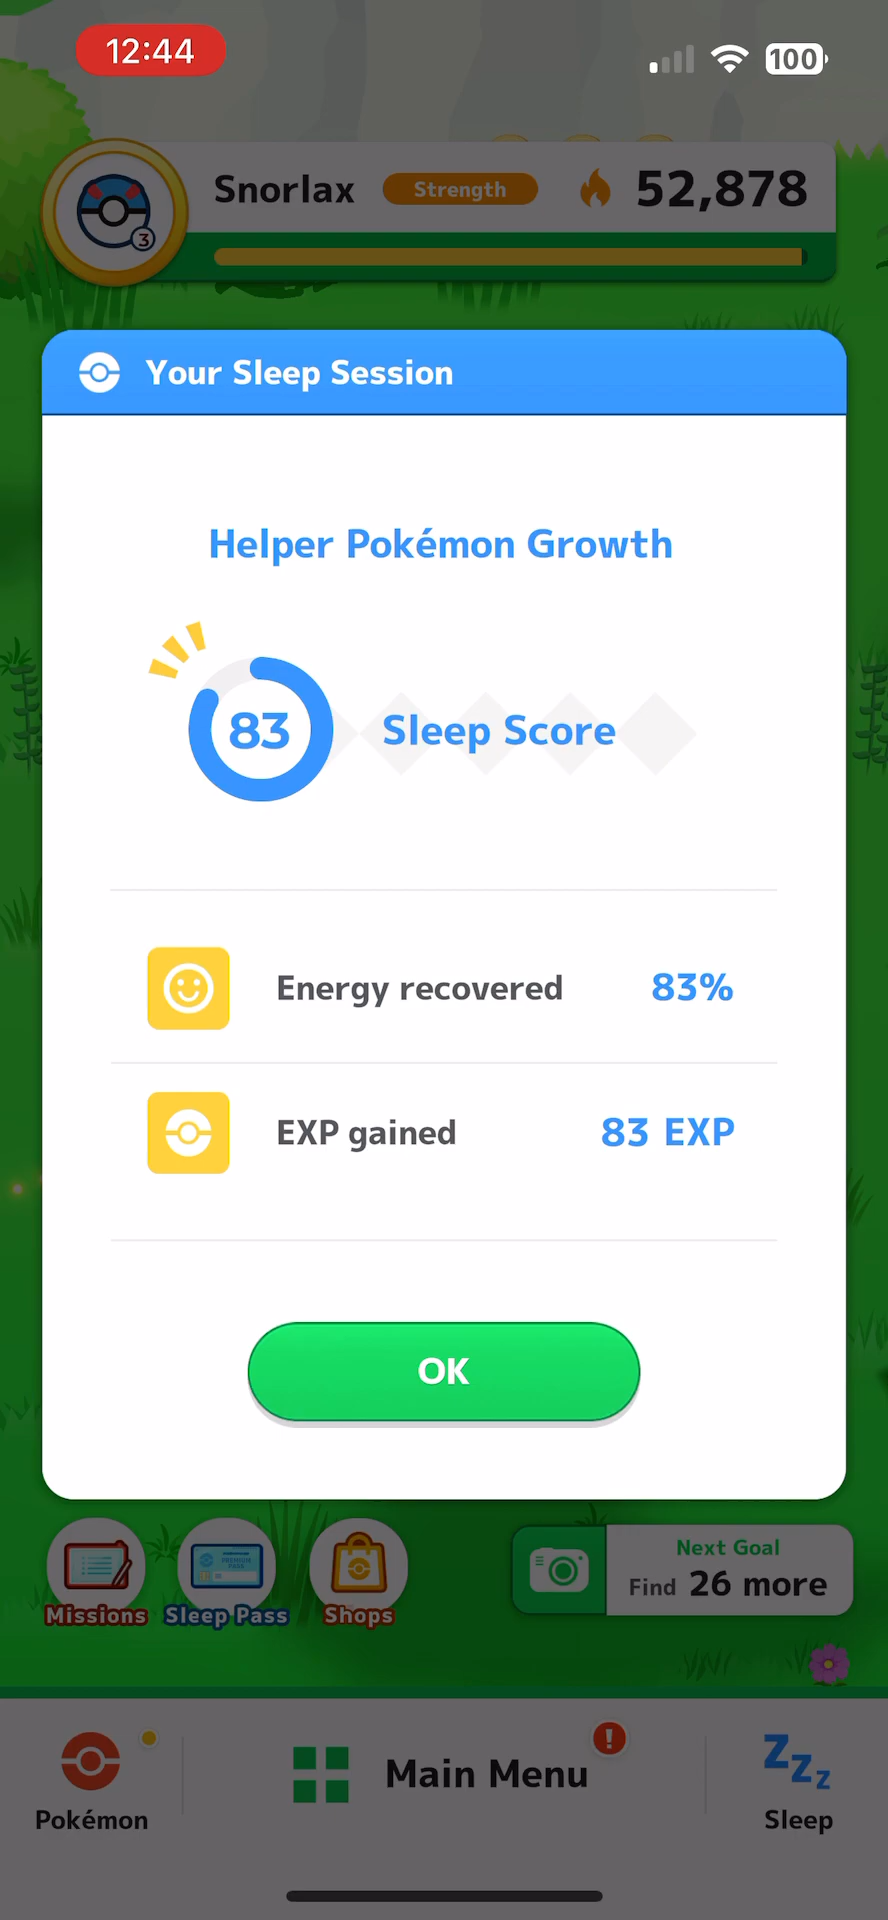 12:44
100
Snorlax Strength 52,878
3
Your Sleep Session
Helper Pokémon Growth
83 Sleep Score
Energy recovered 83%
EXP gained 83 EXP
OK
Next Goal
Find 26 more
Missions Sleep Pass Shops
Pokémon
Main Menu
!
Zzz
Sleep